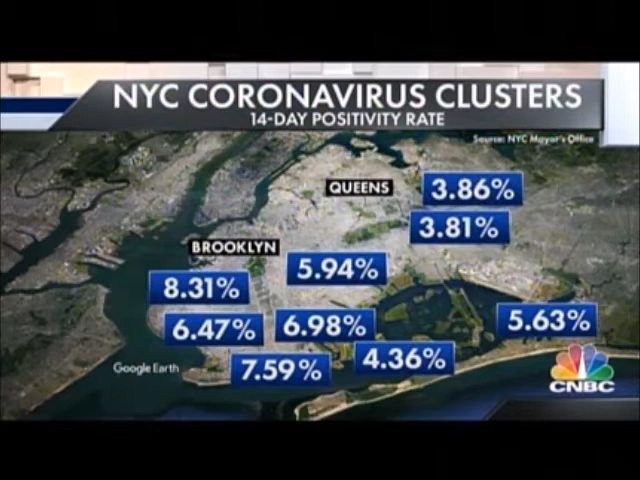 NYC CORONAVIRUS CLUSTERS
14-DAY POSITIVITY RATE
Source: NYC Mayor's Office
QUEENS
3.86%
3.81%
BROOKLYN
5.94%
8.31%
6.47%
6.98%
5.63%
7.59%
4.36%
Google Earth
CNBC